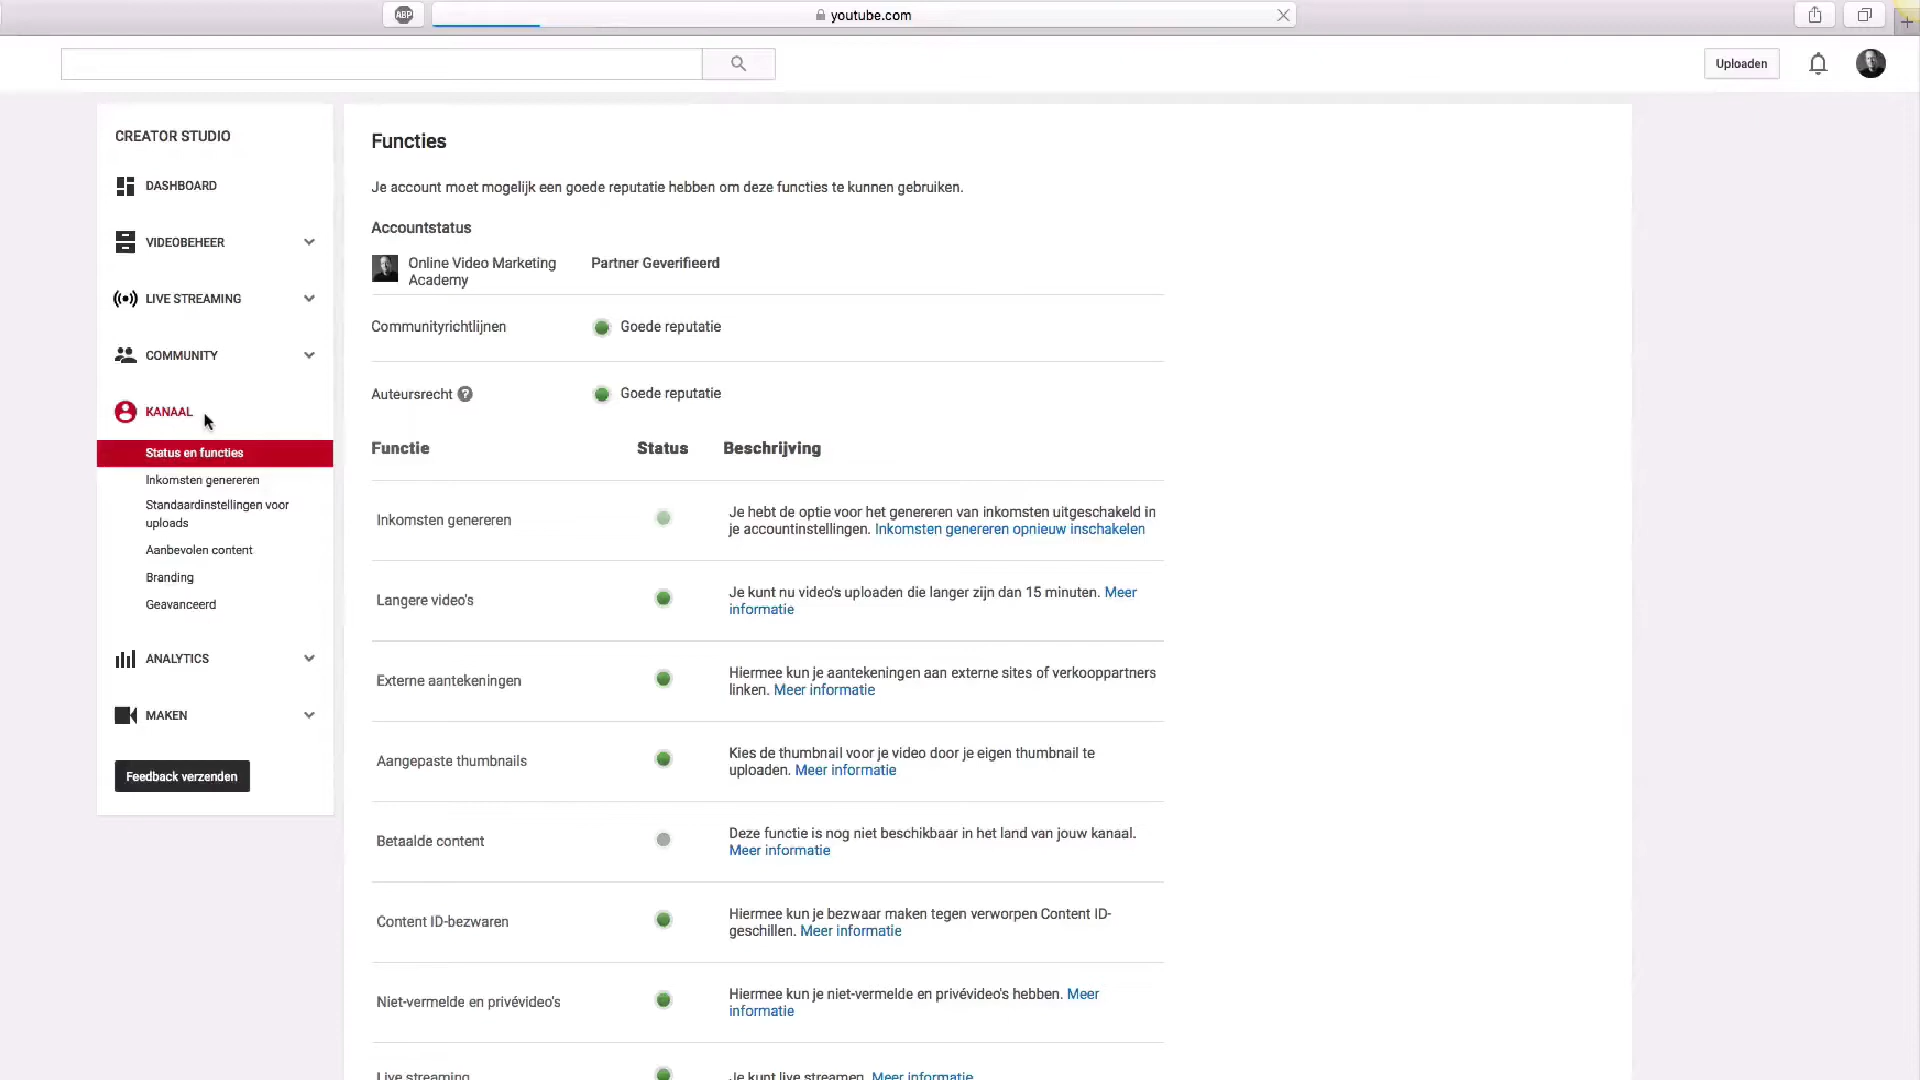 ABP
youtube.com
Uploaden
CREATOR STUDIO
DASHBOARD
VIDEOBEHEER
LIVE STREAMING
COMMUNITY
KANAAL
Status en functies
Inkomsten genereren
Standaardinstellingen voor
uploads
Aanbevolen content
Branding
Geavanceerd
ANALYTICS
MAKEN
Feedback verzenden
Functies
Je account moet mogelijk een goede reputatie hebben om deze functies te kunnen gebruiken.
Accountstatus
Online Video Marketing
Academy
Partner Geverifieerd
Communityrichtlijnen
Goede reputatie
Auteursrecht ?
Goede reputatie
Functie Status Beschrijving
Inkomsten genereren
Je hebt de optie voor het genereren van inkomsten uitgeschakeld in
je accountinstellingen. Inkomsten genereren opnieuw inschakelen
Langere video's
Je kunt nu video's uploaden die langer zijn dan 15 minuten. Meer
informatie
Externe aantekeningen
Hiermee kun je aantekeningen aan externe sites of verkooppartners
linken. Meer informatie
Aangepaste thumbnails
Kies de thumbnail voor je video door je eigen thumbnail te
uploaden. Meer informatie
Betaalde content
Deze functie is nog niet beschikbaar in het land van jouw kanaal.
Meer informatie
Content ID-bezwaren
Hiermee kun je bezwaar maken tegen verworpen Content ID-
geschillen. Meer informatie
Niet-vermelde en privévideo's
Hiermee kun je niet-vermelde en privévideo's hebben. Meer
informatie
Live streaming
Je kunt live streamen. Meer informatie